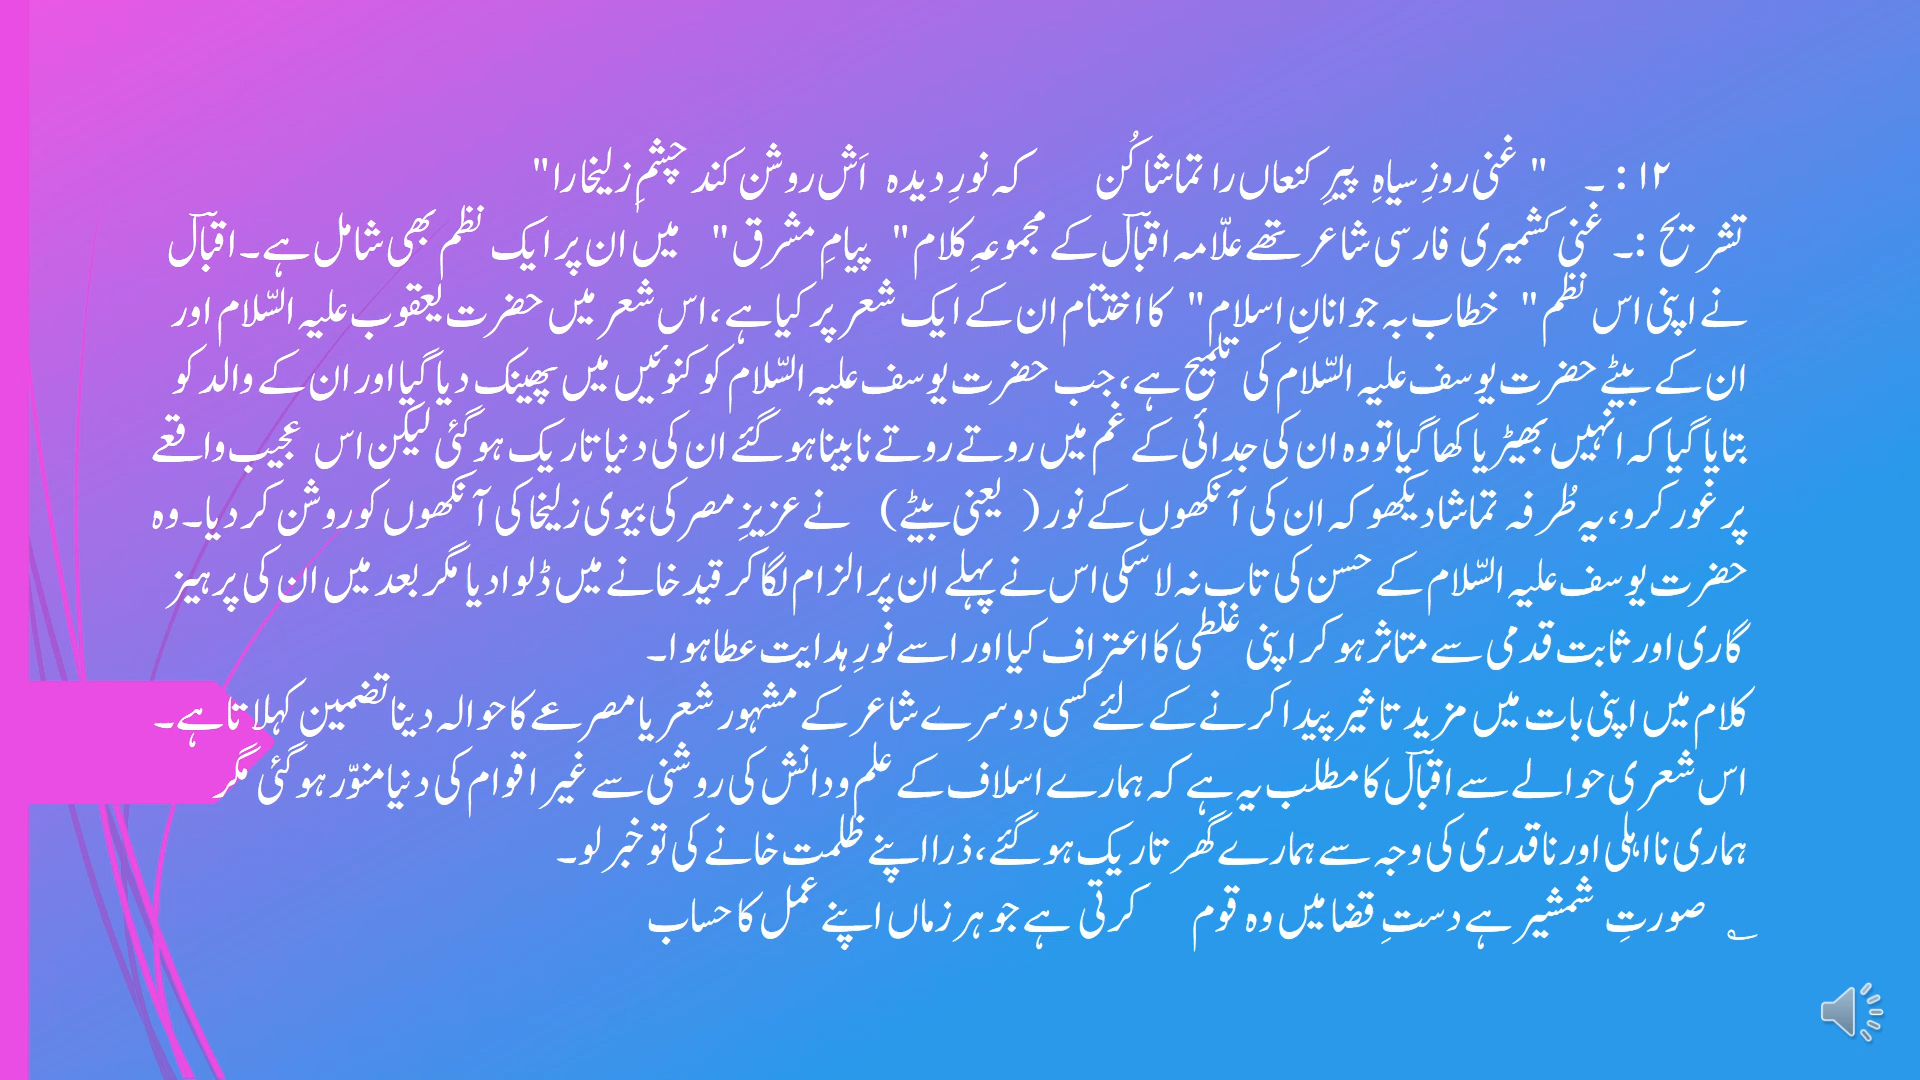 ۱۲ :۔ " غنی روزِ سیاہِ پیرِ کنعاں را تماشا کُن کہ نورِ دیدہ اَش روشن کند چشمِ زلیخا را"
تشریح :۔ غنی کشمیری فارسی شاعر تھے علاّمہ اقبالؔ کے مجموعہِ کلام " پیامِ مشرق" میں ان پر ایک نظم بھی شامل ہے۔اقبالؔ
نے اپنی اس نظم " خطاب بہ جوانانِ اسلام" کا اختتام ان کے ایک شعر پر کیا ہے،اس شعر میں حضرت یعقوب علیہ السّلام اور
ان کے بیٹے حضرت یوسف علیہ السّلام کی تلمیح ہے،جب حضرت یوسف علیہ السّلام کو کنوئیں میں پھینک دیا گیا اور ان کے والد کو
بتایا گیا کہ انہیں بھیڑیا کھا گیا تو وہ ان کی جدائی کے غم میں روتے روتے نابینا ہو گئے ان کی دنیا تاریک ہو گئی لیکن اس عجیب واقعے
پر غور کرو،یہ طُرفہ تماشا دیکھو کہ ان کی آنکھوں کے نور ( یعنی بیٹے) نے عزیزِ مصر کی بیوی زلیخا کی آنکھوں کو روشن کر دیا۔وہ
حضرت یوسف علیہ السّلام کے حسن کی تاب نہ لا سکی اس نے پہلے ان پر الزام لگا کر قید خانے میں ڈلوا دیا مگر بعد میں ان کی پرہیز
گاری اور ثابت قدمی سے متاثر ہو کر اپنی غلطی کا اعتراف کیا اور اسے نورِ ہدایت عطا ہوا۔
کلام میں اپنی بات میں مزید تاثیر پیدا کرنے کے لئے کسی دوسرے شاعر کے مشہور شعر یا مصرعے کا حوالہ دینا تضمین کہلاتا ہے۔
اس شعری حوالے سے اقبالؔ کا مطلب یہ ہے کہ ہمارے اسلاف کے علم و دانش کی روشنی سے غیر اقوام کی دنیا منوّر ہو گئی مگر
ہماری نااہلی اور ناقدری کی وجہ سے ہمارے گھر تاریک ہو گئے،ذرا اپنے ظلمت خانے کی تو خبر لو۔
؂ صورتِ شمشیر ہے دستِ قضا میں وہ قوم کرتی ہے جو ہر زماں اپنے عمل کا حساب